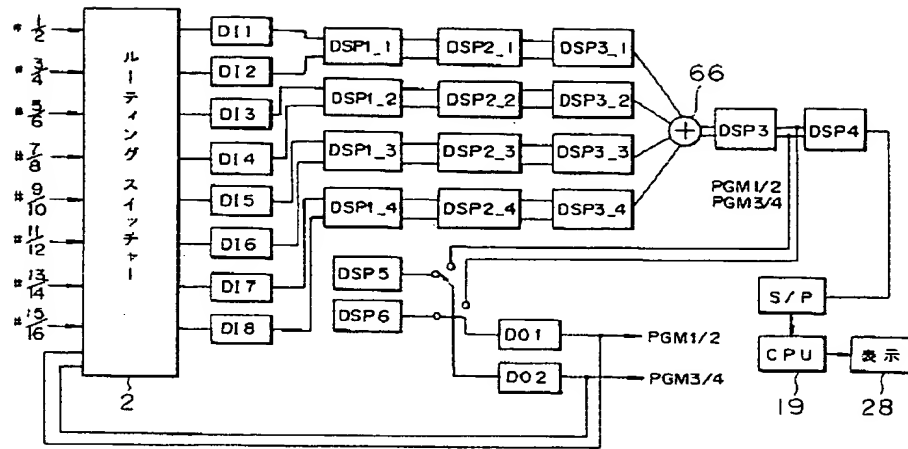 # 1/2
# 3/4
# 5/6
# 7/8
# 9/10
# 11/12
# 13/14
# 15/16
ルーティング スイッチャー
2
DI1
DI2
DI3
DI4
DI5
DI6
DI7
DI8
DSP1_1
DSP2_1
DSP3_1
DSP1_2
DSP2_2
DSP3_2
DSP1_3
DSP2_3
DSP3_3
DSP1_4
DSP2_4
DSP3_4
66
+
DSP3
DSP4
PGM1/2
PGM3/4
DSP5
DSP6
DO1
DO2
PGM1/2
PGM3/4
S/P
CPU
表示
19
28